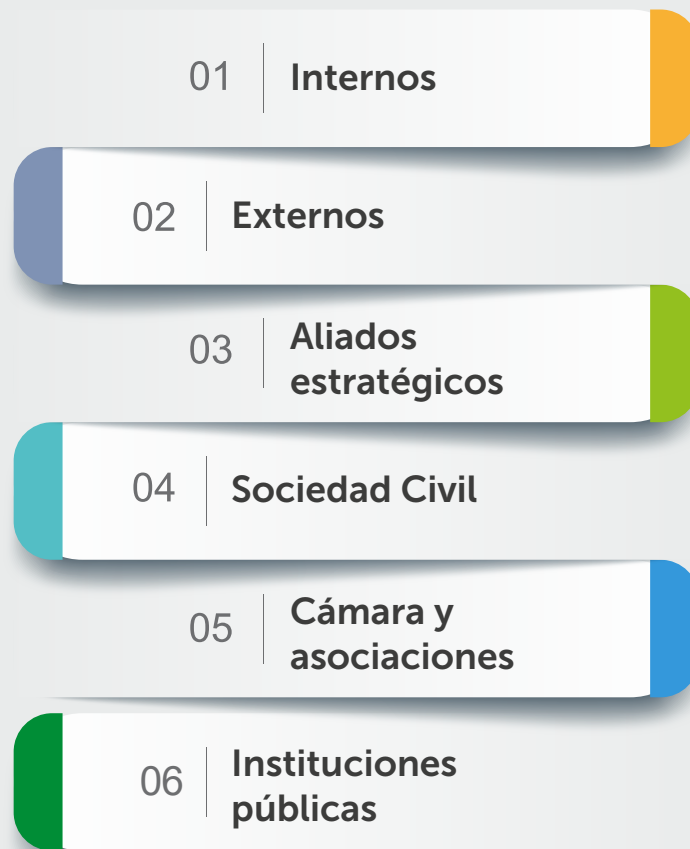 01 Internos
02 Externos
03 Aliados
estratégicos
04 Sociedad Civil
05 Cámara y
asociaciones
06 Instituciones
públicas